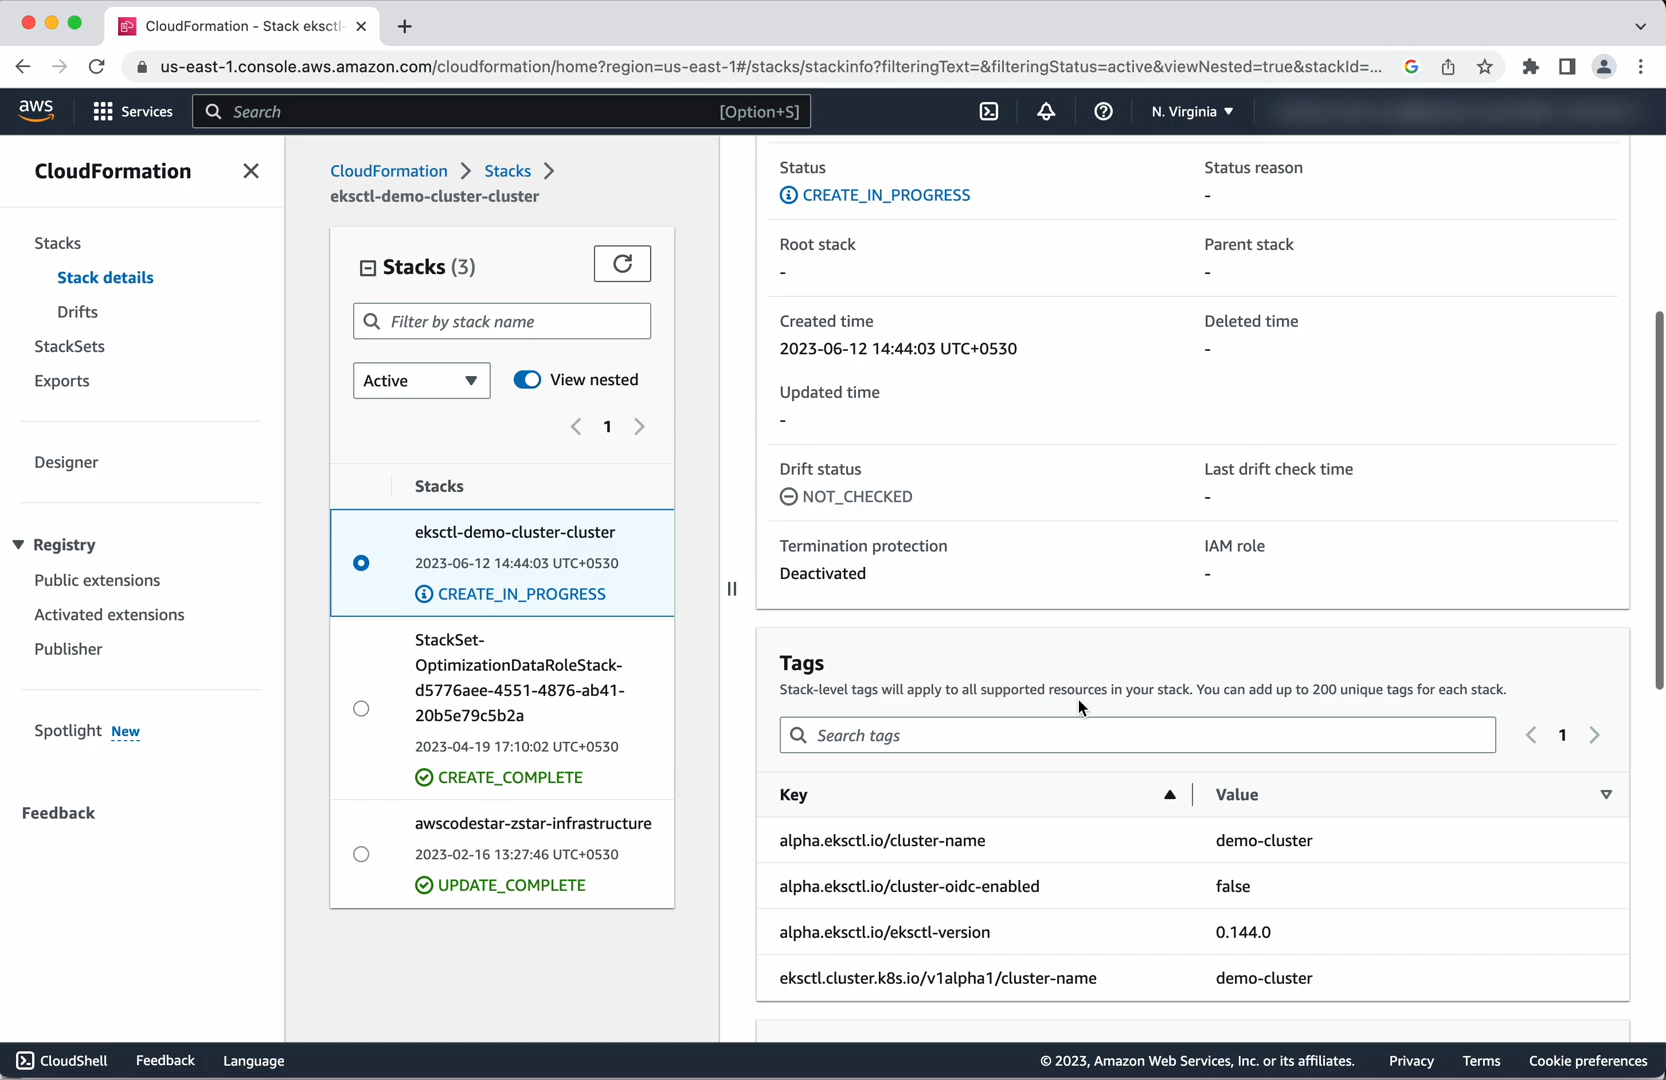 CloudFormation - Stack eksctl-
us-east-1.console.aws.amazon.com/cloudformation/home?region=us-east-1#/stacks/stackinfo?filteringText=&filteringStatus=active&viewNested=true&stackId=...
aws
Services
Search
[Option+S]
N. Virginia
CloudFormation
Stacks
Stack details
Drifts
StackSets
Exports
Designer
Registry
Public extensions
Activated extensions
Publisher
Spotlight New
Feedback
CloudFormation
Stacks
eksctl-demo-cluster-cluster
Stacks (3)
Filter by stack name
Active
View nested
1
Stacks
eksctl-demo-cluster-cluster
2023-06-12 14:44:03 UTC+0530
CREATE_IN_PROGRESS
StackSet-
OptimizationDataRoleStack-
d5776aee-4551-4876-ab41-
20b5e79c5b2a
2023-04-19 17:10:02 UTC+0530
CREATE_COMPLETE
awscodestar-zstar-infrastructure
2023-02-16 13:27:46 UTC+0530
UPDATE_COMPLETE
Status
CREATE_IN_PROGRESS
Status reason
-
Root stack
-
Parent stack
-
Created time
2023-06-12 14:44:03 UTC+0530
Deleted time
-
Updated time
-
Drift status
NOT_CHECKED
Last drift check time
-
Termination protection
Deactivated
IAM role
-
Tags
Stack-level tags will apply to all supported resources in your stack. You can add up to 200 unique tags for each stack.
Search tags
1
Key
Value
alpha.eksctl.io/cluster-name
demo-cluster
alpha.eksctl.io/cluster-oidc-enabled
false
alpha.eksctl.io/eksctl-version
0.144.0
eksctl.cluster.k8s.io/v1alpha1/cluster-name
demo-cluster
CloudShell
Feedback
Language
© 2023, Amazon Web Services, Inc. or its affiliates.
Privacy
Terms
Cookie preferences